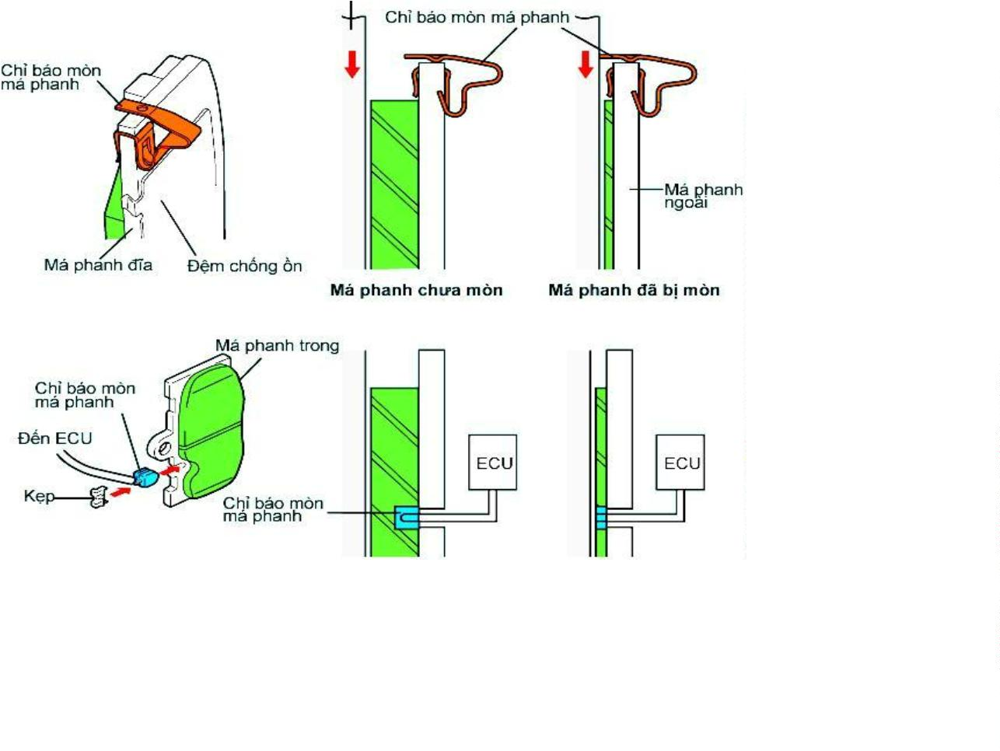 Chỉ báo mòn má phanh
Chỉ báo mòn
má phanh
Má phanh
ngoài
Má phanh đĩa
Đệm chống ồn
Má phanh chưa mòn
Má phanh đã bị mòn
Má phanh trong
Chỉ báo mòn
má phanh
Đến ECU
Kẹp
Chỉ báo mòn
má phanh
ECU
ECU